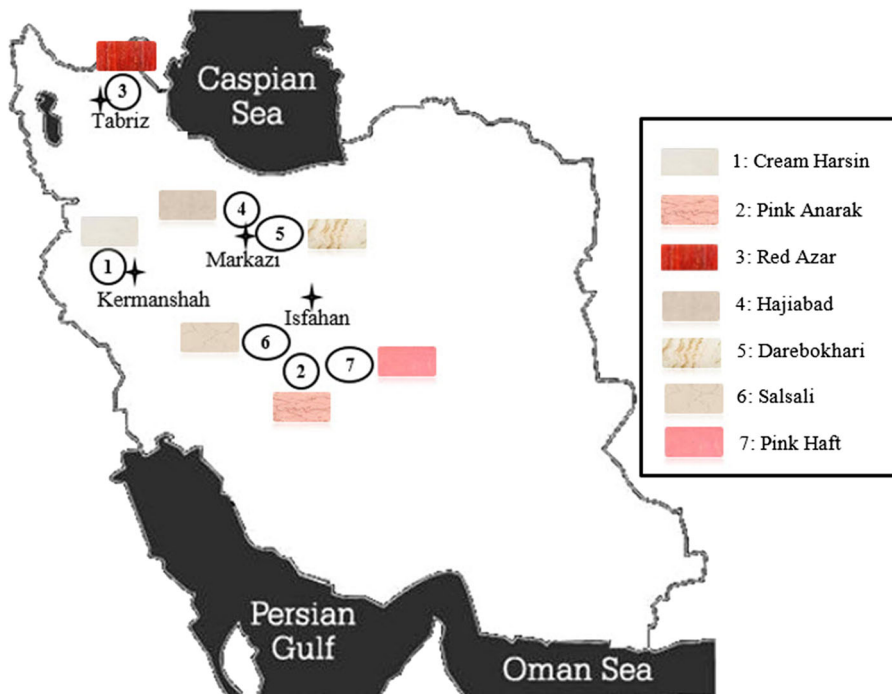 Caspian
Sea
3
Tabriz
4
5
Markazi
1
Kermanshah
Isfahan
6
7
2
Persian
Gulf
Oman Sea
1: Cream Harsin
2: Pink Anarak
3: Red Azar
4: Hajiabad
5: Darebokhari
6: Salsali
7: Pink Haft